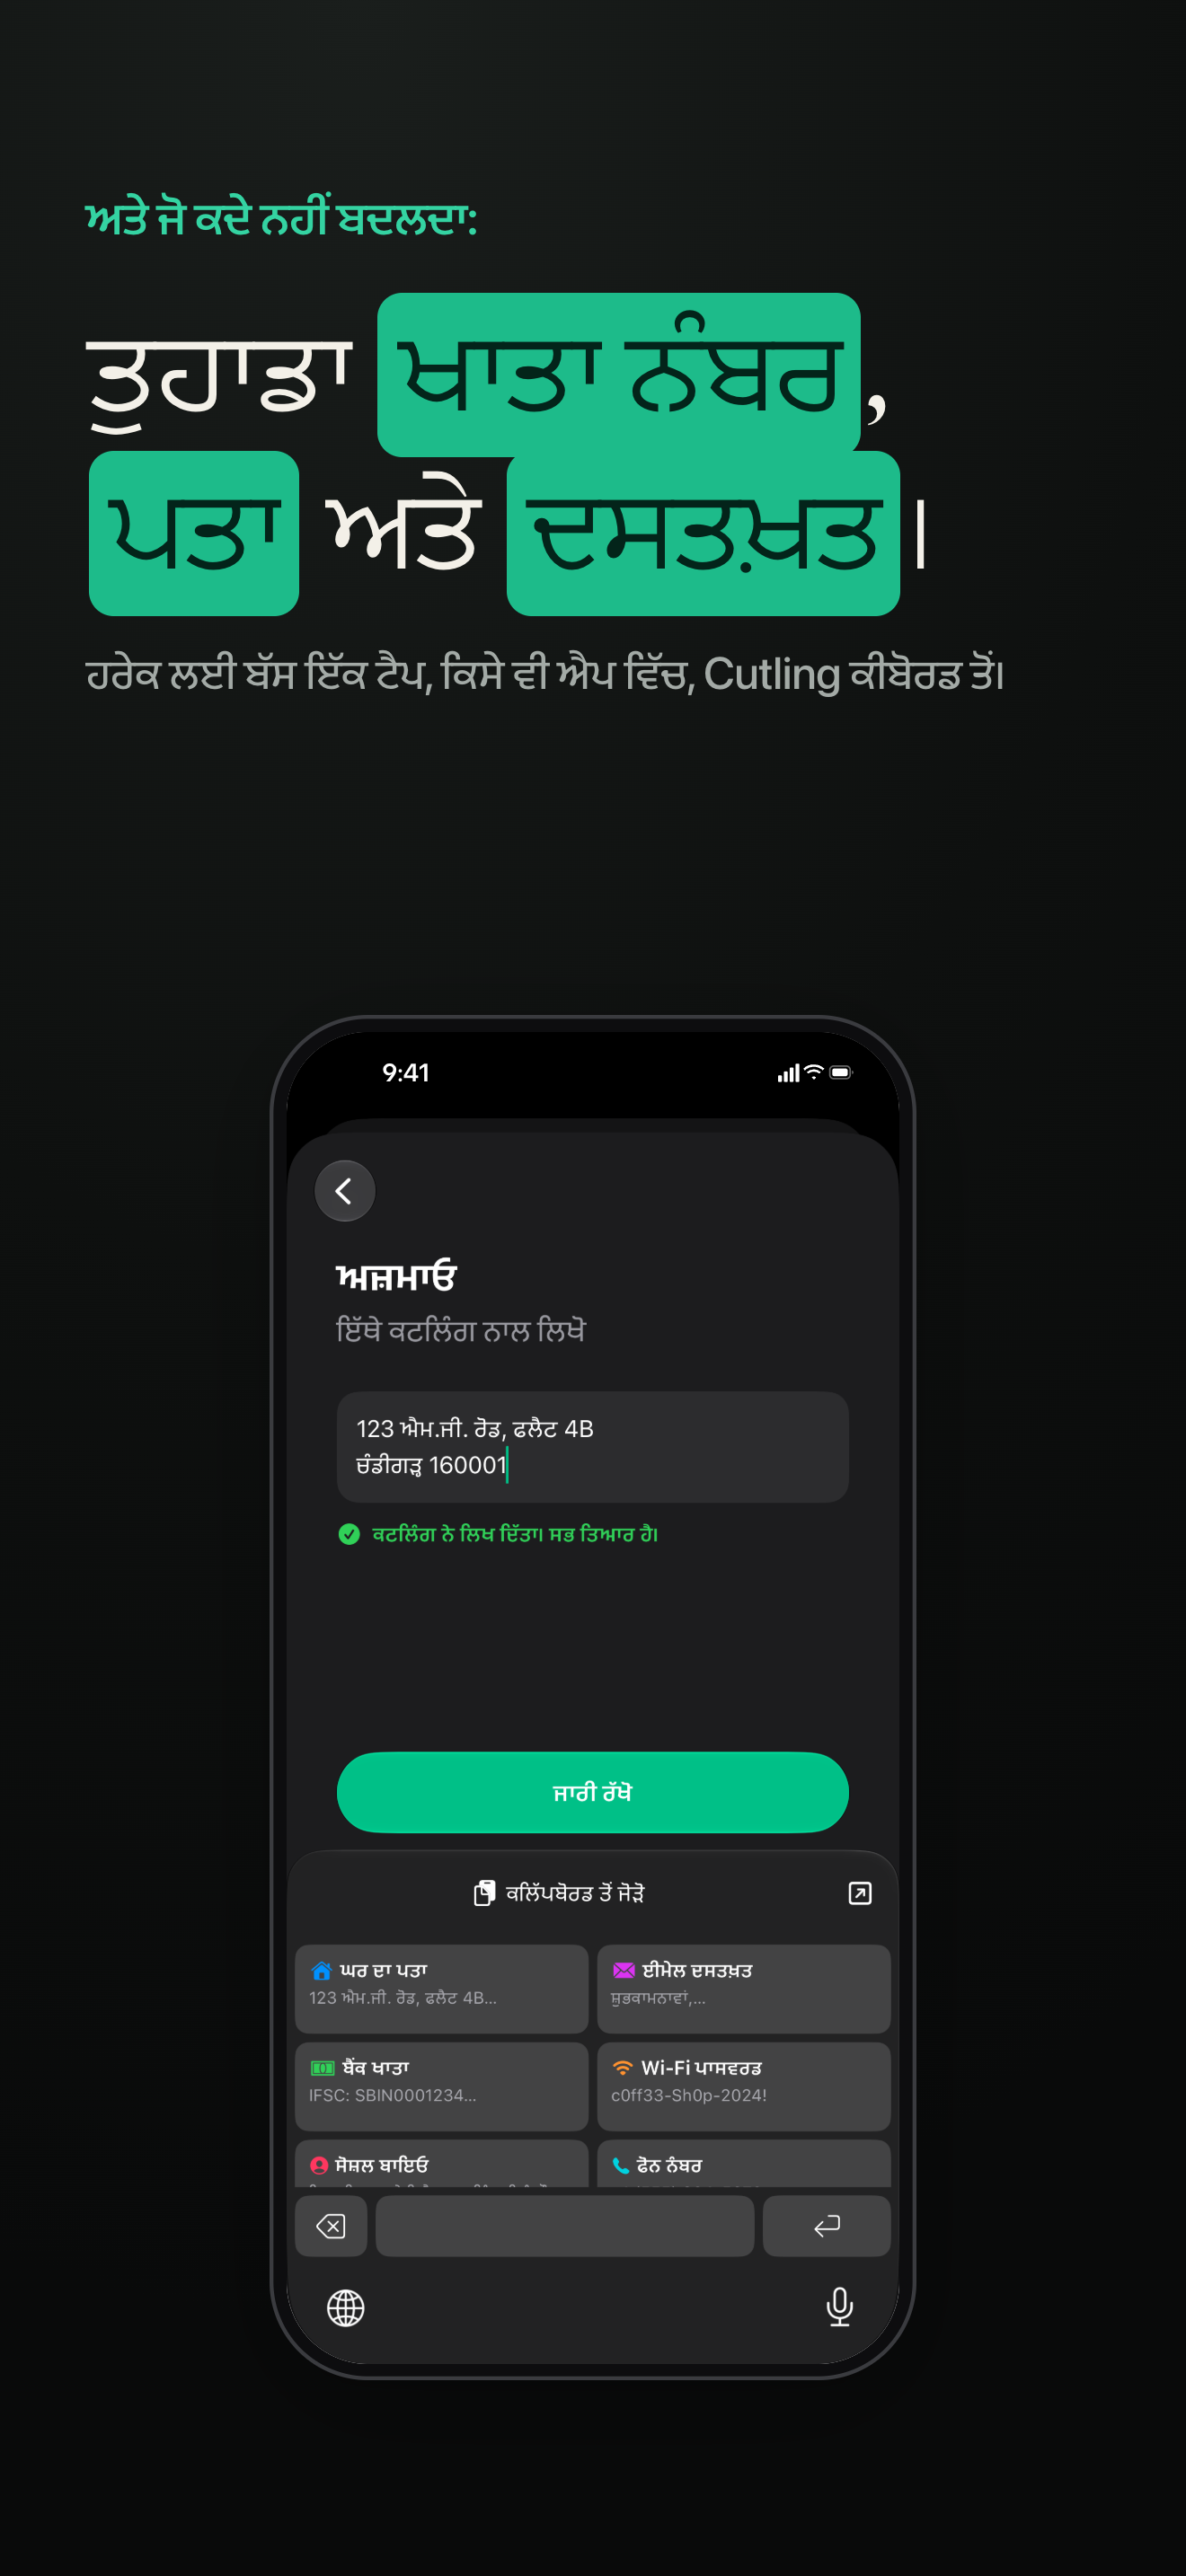 ਅਤੇ ਜੋ ਕਦੇ ਨਹੀਂ ਬਦਲਦਾ:
ਤੁਹਾਡਾ ਖਾਤਾ ਨੰਬਰ,
ਪਤਾ ਅਤੇ ਦਸਤਖ਼ਤ।
ਹਰੇਕ ਲਈ ਬੱਸ ਇੱਕ ਟੈਪ, ਕਿਸੇ ਵੀ ਐਪ ਵਿੱਚ, Cutling ਕੀਬੋਰਡ ਤੋਂ।
9:41
ਅਜ਼ਮਾਓ
ਇੱਥੇ ਕਟਲਿੰਗ ਨਾਲ ਲਿਖੋ
123 ਐਮ.ਜੀ. ਰੋਡ, ਫਲੈਟ 4B
ਚੰਡੀਗੜ੍ਹ 160001
ਕਟਲਿੰਗ ਨੇ ਲਿਖ ਦਿੱਤਾ। ਸਭ ਤਿਆਰ ਹੈ।
ਜਾਰੀ ਰੱਖੋ
ਕਲਿੱਪਬੋਰਡ ਤੋਂ ਜੋੜੋ
ਘਰ ਦਾ ਪਤਾ
123 ਐਮ.ਜੀ. ਰੋਡ, ਫਲੈਟ 4B...
ਈਮੇਲ ਦਸਤਖ਼ਤ
ਸ਼ੁਭਕਾਮਨਾਵਾਂ,...
ਬੈਂਕ ਖਾਤਾ
IFSC: SBIN0001234...
Wi-Fi ਪਾਸਵਰਡ
c0ff33-Sh0p-2024!
ਸੋਸ਼ਲ ਬਾਇਓ
ਫੋਨ ਨੰਬਰ